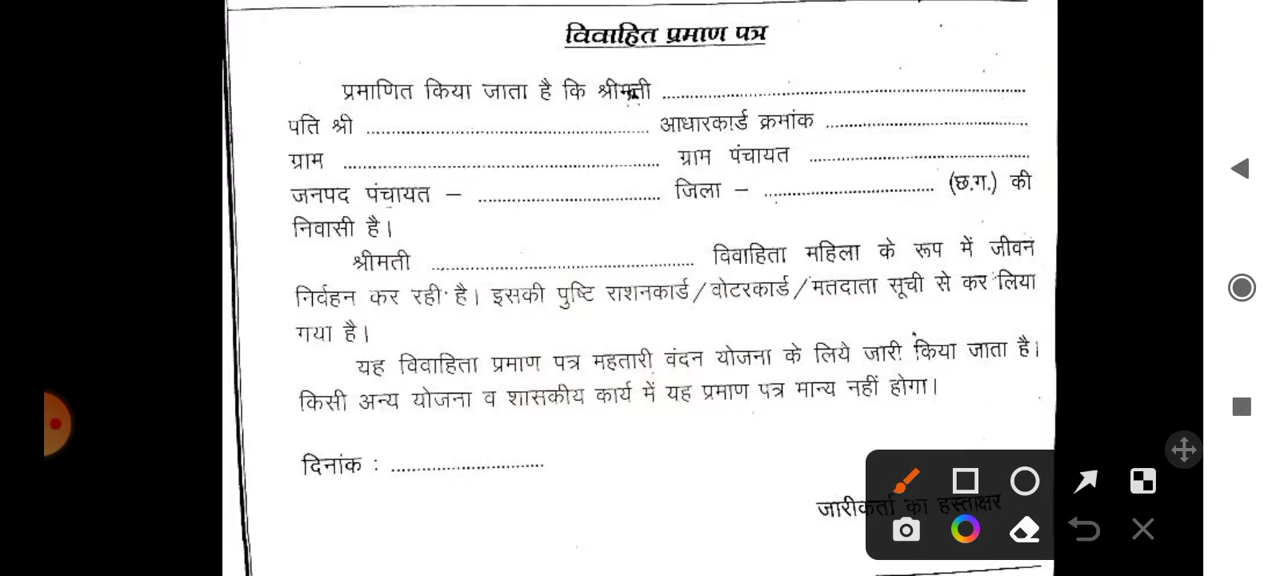 विवाहित प्रमाण पत्र
प्रमाणित किया जाता है कि श्रीमती ........................................
पति श्री ........................................ आधारकार्ड क्रमांक ..............................
ग्राम ............................................. ग्राम पंचायत ................................
जनपद पंचायत – .......................... जिला – ......................... (छ.ग.) की
निवासी है।
श्रीमती ..................................... विवाहिता महिला के रूप में जीवन
निर्वहन कर रही है। इसकी पुष्टि राशनकार्ड/वोटरकार्ड/मतदाता सूची से कर लिया
गया है।
यह विवाहिता प्रमाण पत्र महतारी वंदन योजना के लिये जारी किया जाता है।
किसी अन्य योजना व शासकीय कार्य में यह प्रमाण पत्र मान्य नहीं होगा।
दिनांक : ...........................
जारीकर्ता का हस्ताक्षर